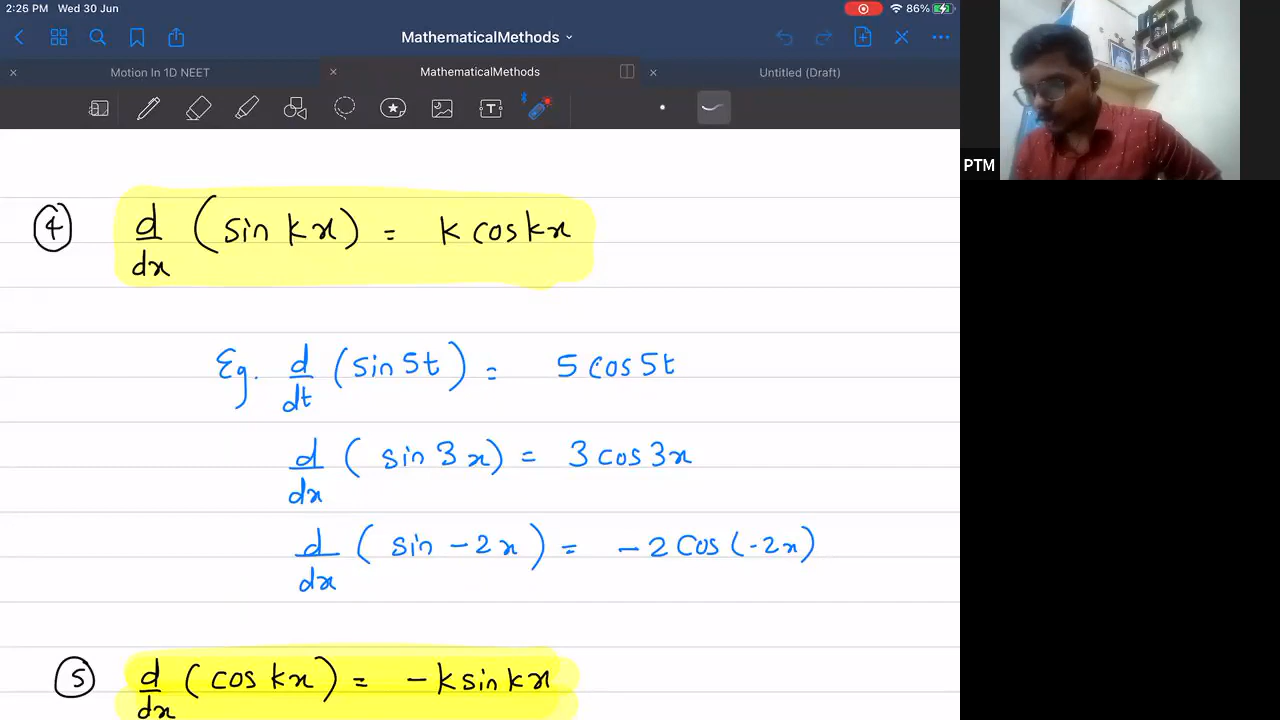 2:26 PM Wed 30 Jun 86%
MathematicalMethods
Motion In 1D NEET MathematicalMethods Untitled (Draft)
PTM
④ d/dx (sin kx) = k cos kx
Eg. d/dt (sin 5t) = 5 cos 5t
d/dx (sin 3x) = 3 cos 3x
d/dx (sin -2x) = -2 cos (-2x)
⑤ d/dx (cos kx) = -k sin kx